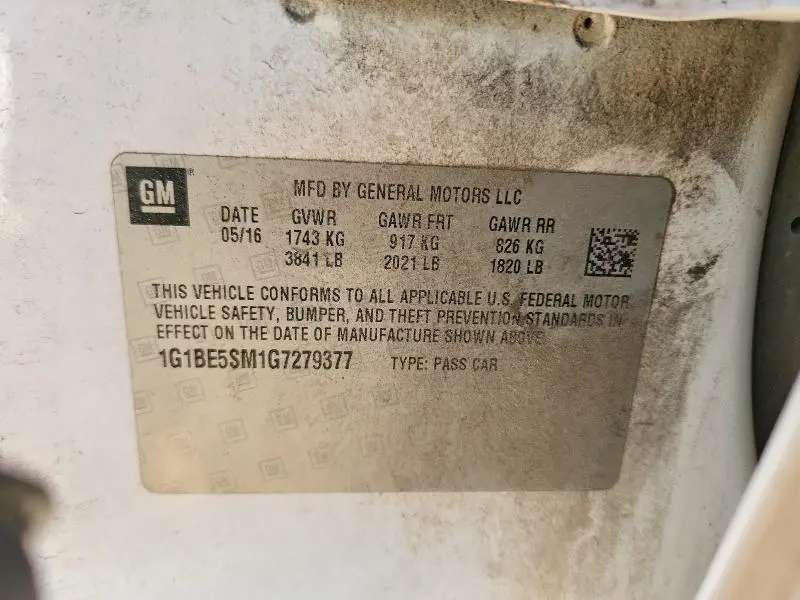 GM ®
MFD BY GENERAL MOTORS LLC
DATE GVWR GAWR FRT GAWR RR
05/16 1743 KG 917 KG 826 KG
3841 LB 2021 LB 1820 LB
THIS VEHICLE CONFORMS TO ALL APPLICABLE U.S. FEDERAL MOTOR
VEHICLE SAFETY, BUMPER, AND THEFT PREVENTION STANDARDS IN
EFFECT ON THE DATE OF MANUFACTURE SHOWN ABOVE
1G1BE5SM1G7279377 TYPE: PASS CAR